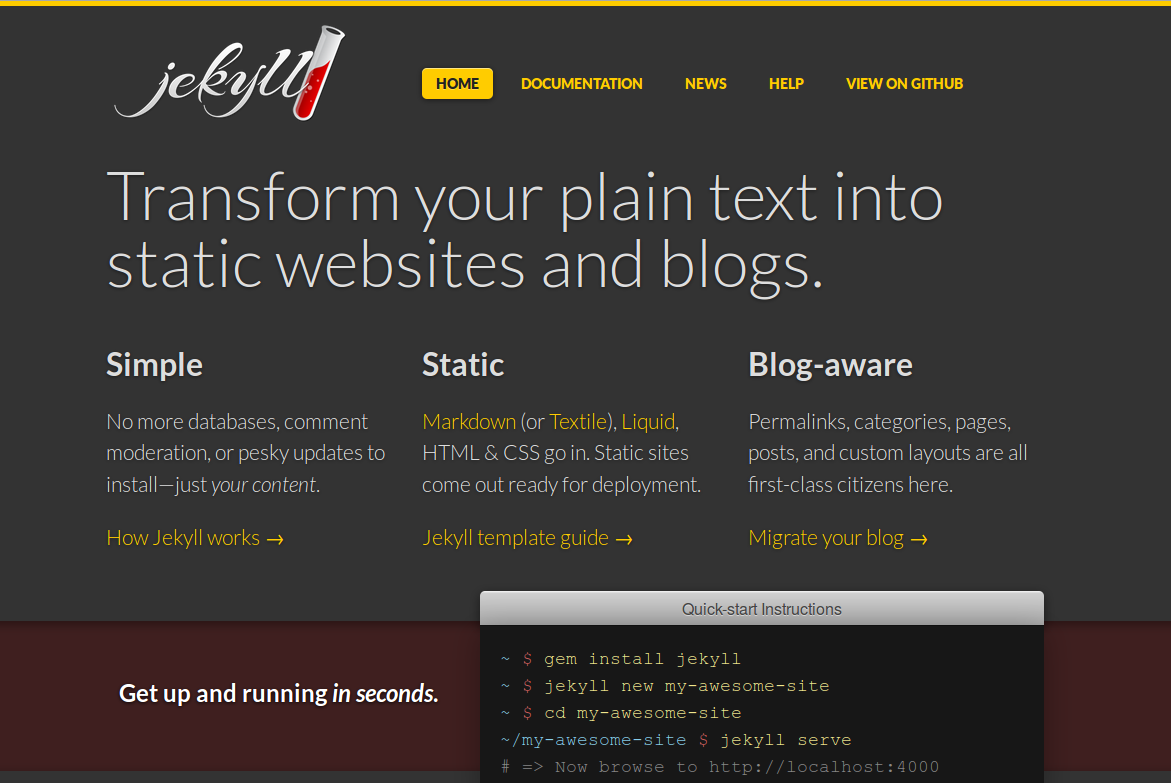 jekyll
HOME DOCUMENTATION NEWS HELP VIEW ON GITHUB
Transform your plain text into
static websites and blogs.
Simple
No more databases, comment
moderation, or pesky updates to
install—just your content.
How Jekyll works →
Static
Markdown (or Textile), Liquid,
HTML & CSS go in. Static sites
come out ready for deployment.
Jekyll template guide →
Blog-aware
Permalinks, categories, pages,
posts, and custom layouts are all
first-class citizens here.
Migrate your blog →
Get up and running in seconds.
Quick-start Instructions
~ $ gem install jekyll
~ $ jekyll new my-awesome-site
~ $ cd my-awesome-site
~/my-awesome-site $ jekyll serve
# => Now browse to http://localhost:4000